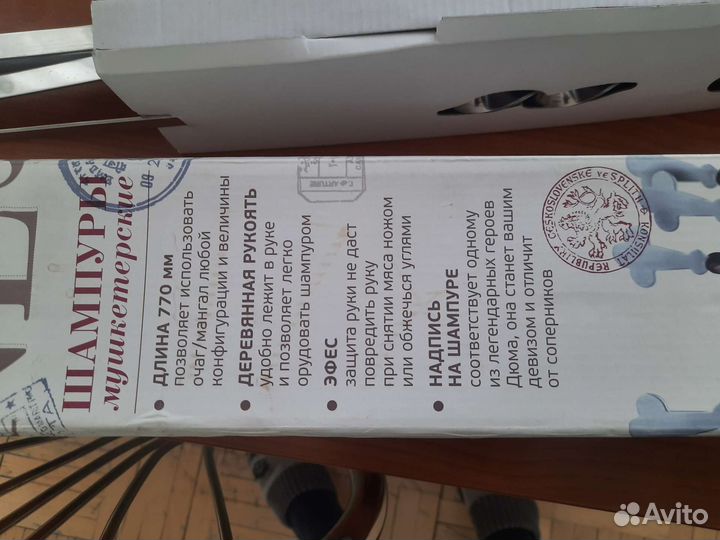 ШАМПУРЫ
мушкетерские
• ДЛИНА 770 мм
позволяет использовать
очаг/мангал любой
конфигурации и величины
• ДЕРЕВЯННАЯ РУКОЯТЬ
удобно лежит в руке
и позволяет легко
орудовать шампуром
• ЭФЕС
защита руки не даст
повредить руку
при снятии мяса ножом
или обжечься углями
• НАДПИСЬ
НА ШАМПУРЕ
соответствует одному
из легендарных героев
Дюма, она станет вашим
девизом и отличит
от соперников
ČESKOSLOVENSKÉ
REPUBLIKY
KONSULAT
Avito